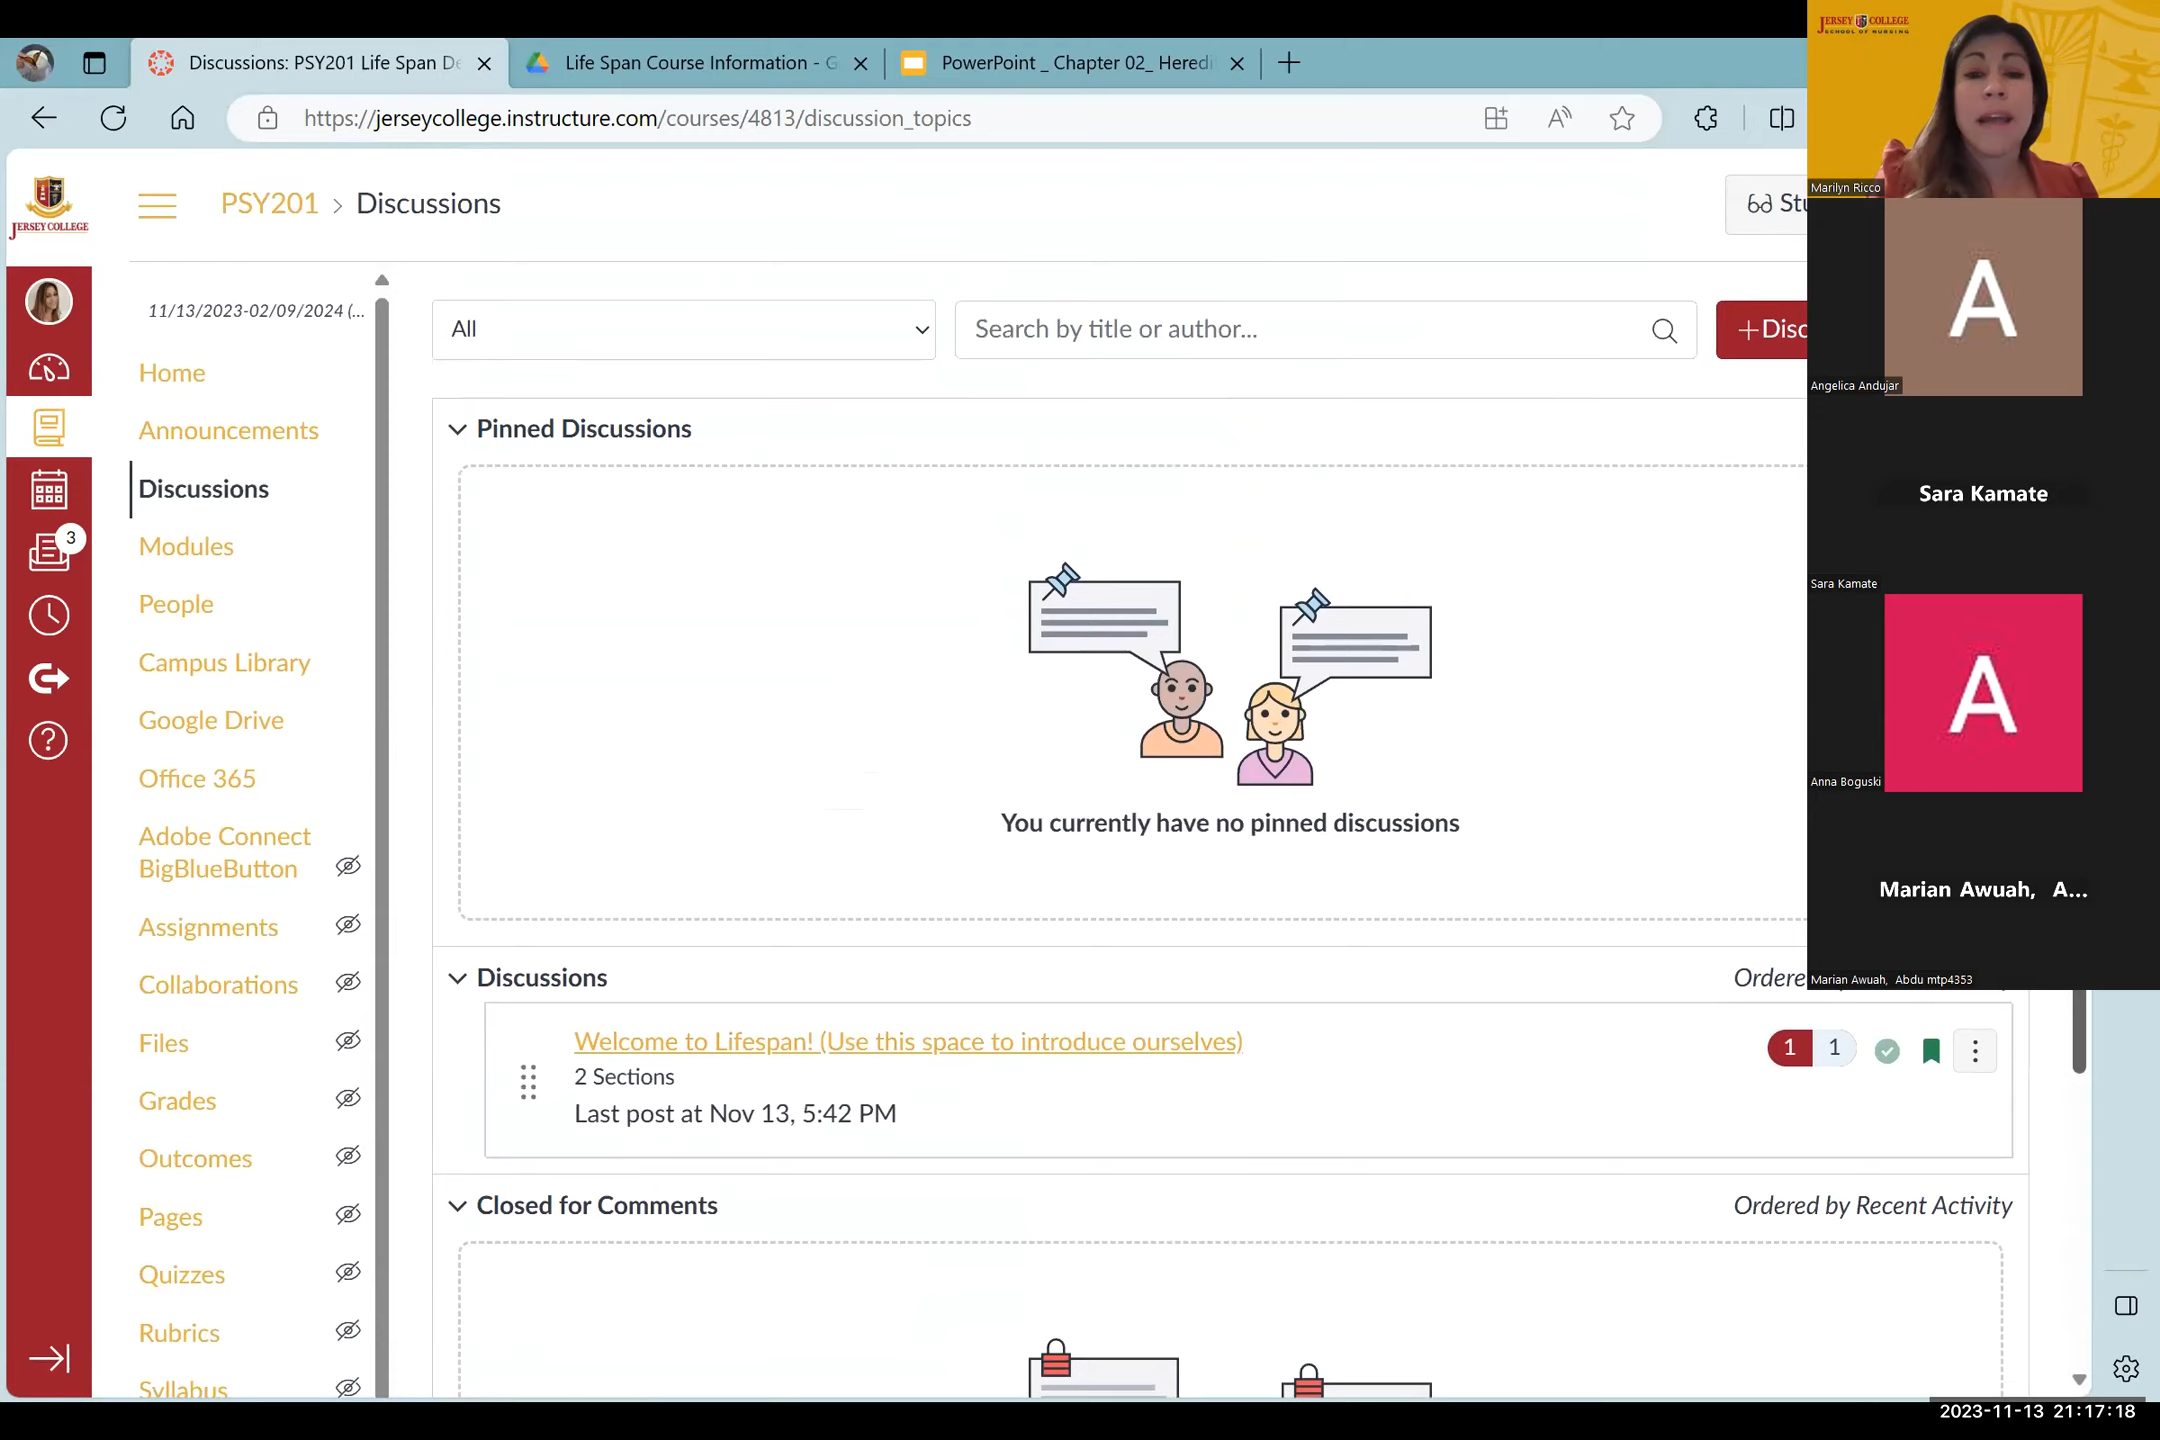 Discussions: PSY201 Life Span De
Life Span Course Information - G
PowerPoint _ Chapter 02_ Heredi
https://jerseycollege.instructure.com/courses/4813/discussion_topics
JERSEY COLLEGE
SCHOOL OF NURSING
Marilyn Ricco
JERSEY COLLEGE
PSY201 > Discussions
Stu
A
Angelica Andujar
11/13/2023-02/09/2024 (...
Home
Announcements
Discussions
Modules
People
Campus Library
Google Drive
Office 365
Adobe Connect
BigBlueButton
Assignments
Collaborations
Files
Grades
Outcomes
Pages
Quizzes
Rubrics
Syllabus
3
All
Search by title or author...
+Disc
Pinned Discussions
You currently have no pinned discussions
Sara Kamate
Sara Kamate
A
Anna Boguski
Marian Awuah, A...
Marian Awuah, Abdu mtp4353
Discussions
Ordere
Welcome to Lifespan! (Use this space to introduce ourselves)
2 Sections
Last post at Nov 13, 5:42 PM
1 1
Closed for Comments
Ordered by Recent Activity
2023-11-13 21:17:18